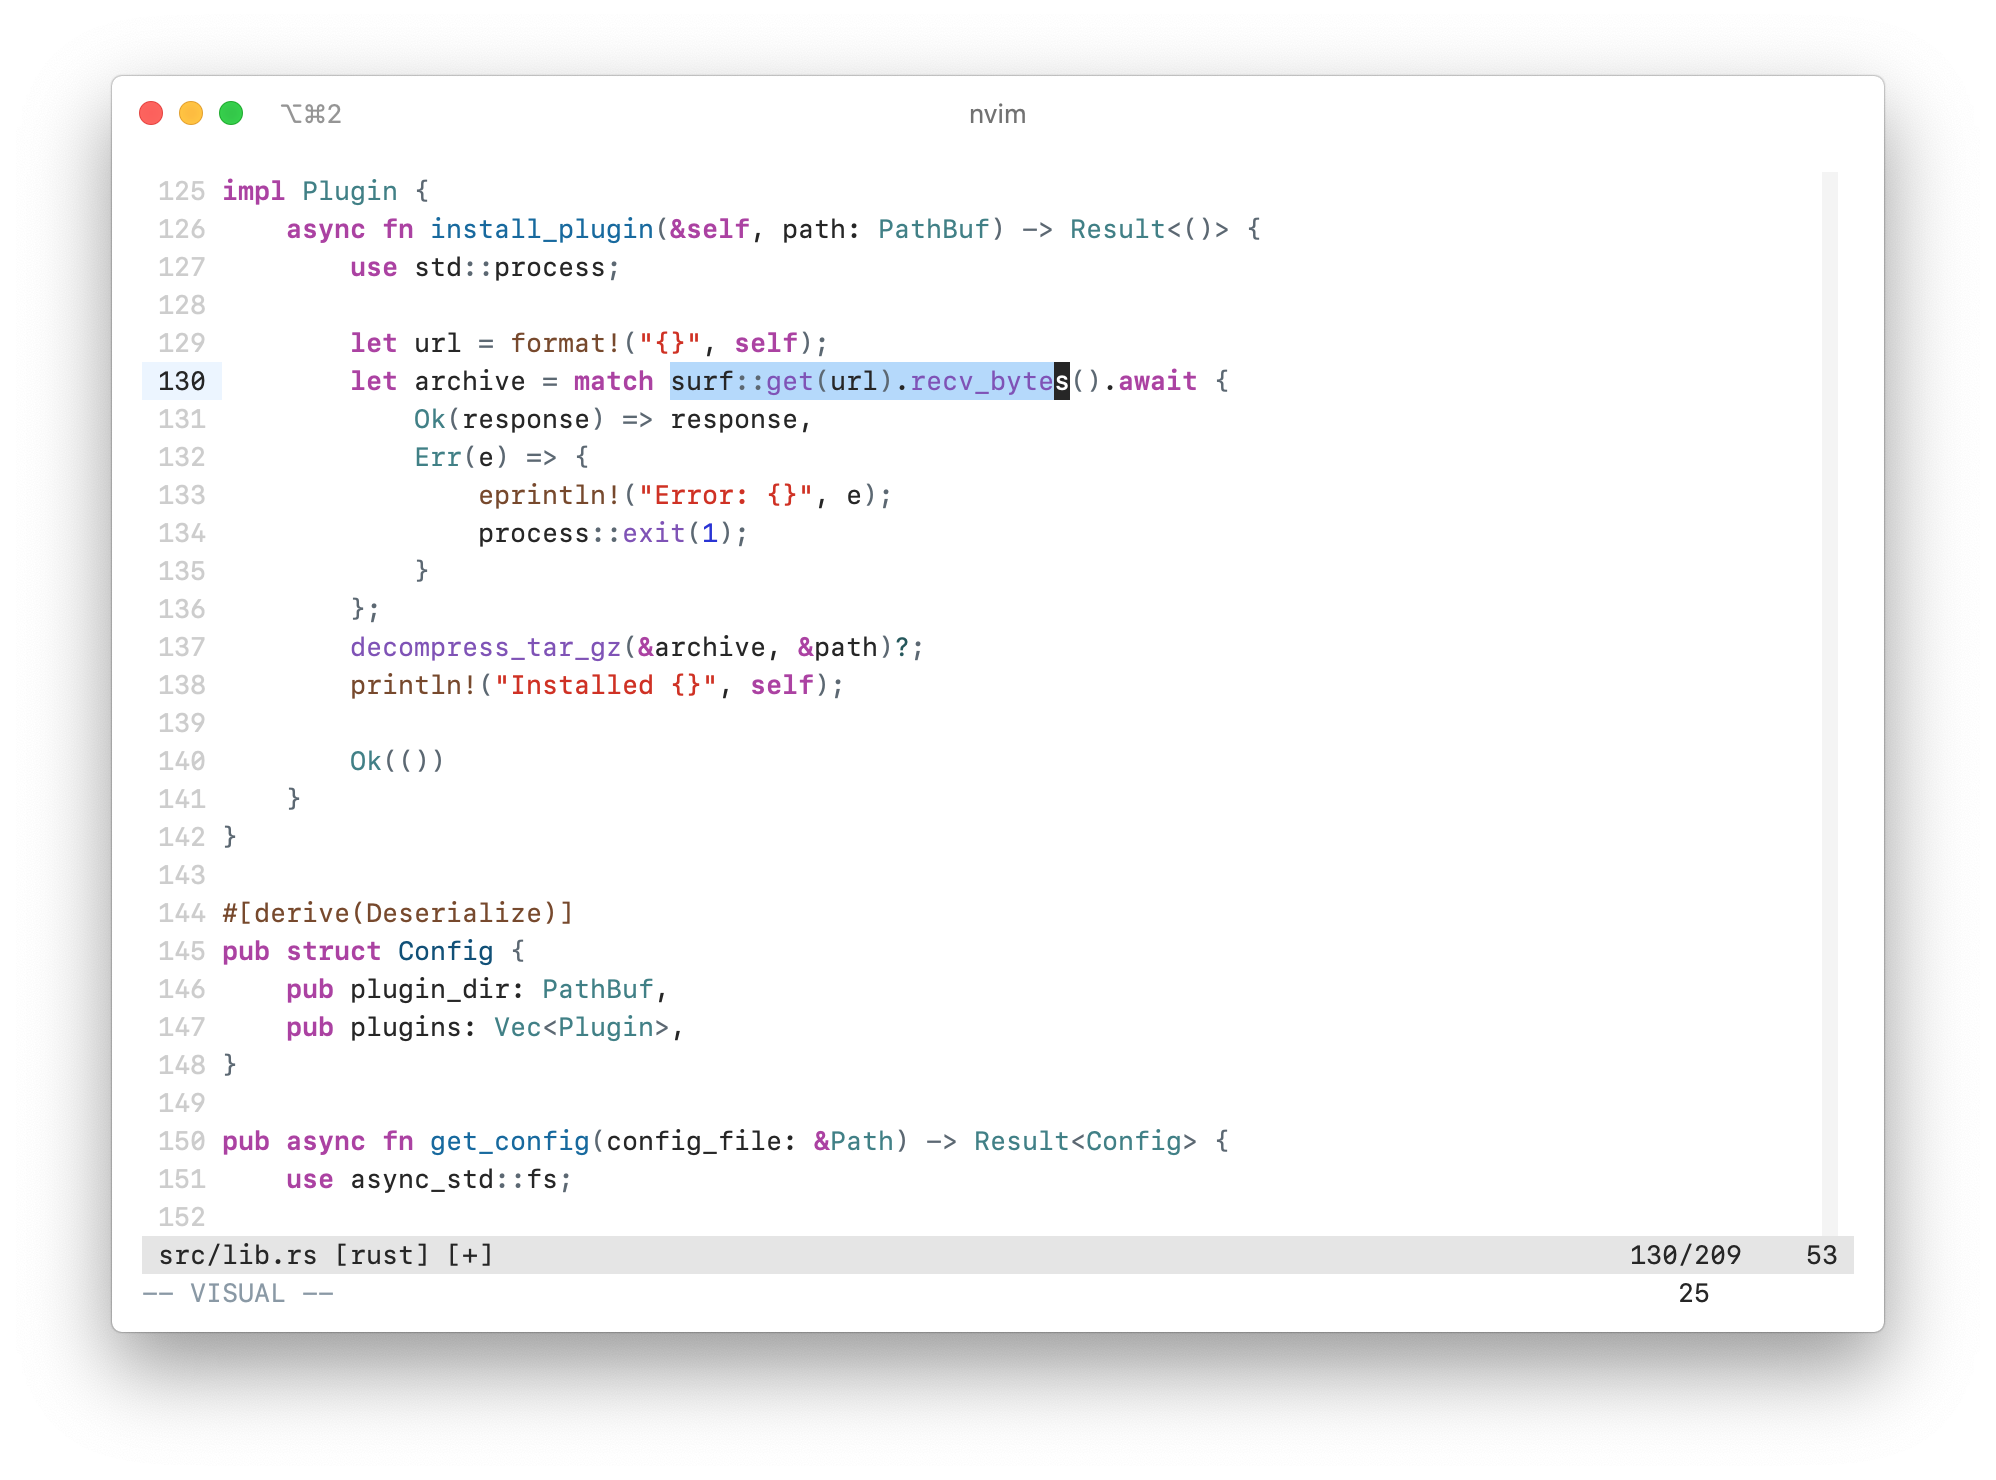 ⌥⌘2 nvim
125 impl Plugin {
126     async fn install_plugin(&self, path: PathBuf) -> Result<()> {
127         use std::process;
128
129         let url = format!("{}", self);
130         let archive = match surf::get(url).recv_bytes().await {
131             Ok(response) => response,
132             Err(e) => {
133                 eprintln!("Error: {}", e);
134                 process::exit(1);
135             }
136         };
137         decompress_tar_gz(&archive, &path)?;
138         println!("Installed {}", self);
139
140         Ok(())
141     }
142 }
143
144 #[derive(Deserialize)]
145 pub struct Config {
146     pub plugin_dir: PathBuf,
147     pub plugins: Vec<Plugin>,
148 }
149
150 pub async fn get_config(config_file: &Path) -> Result<Config> {
151     use async_std::fs;
152
src/lib.rs [rust] [+] 130/209 53
-- VISUAL -- 25